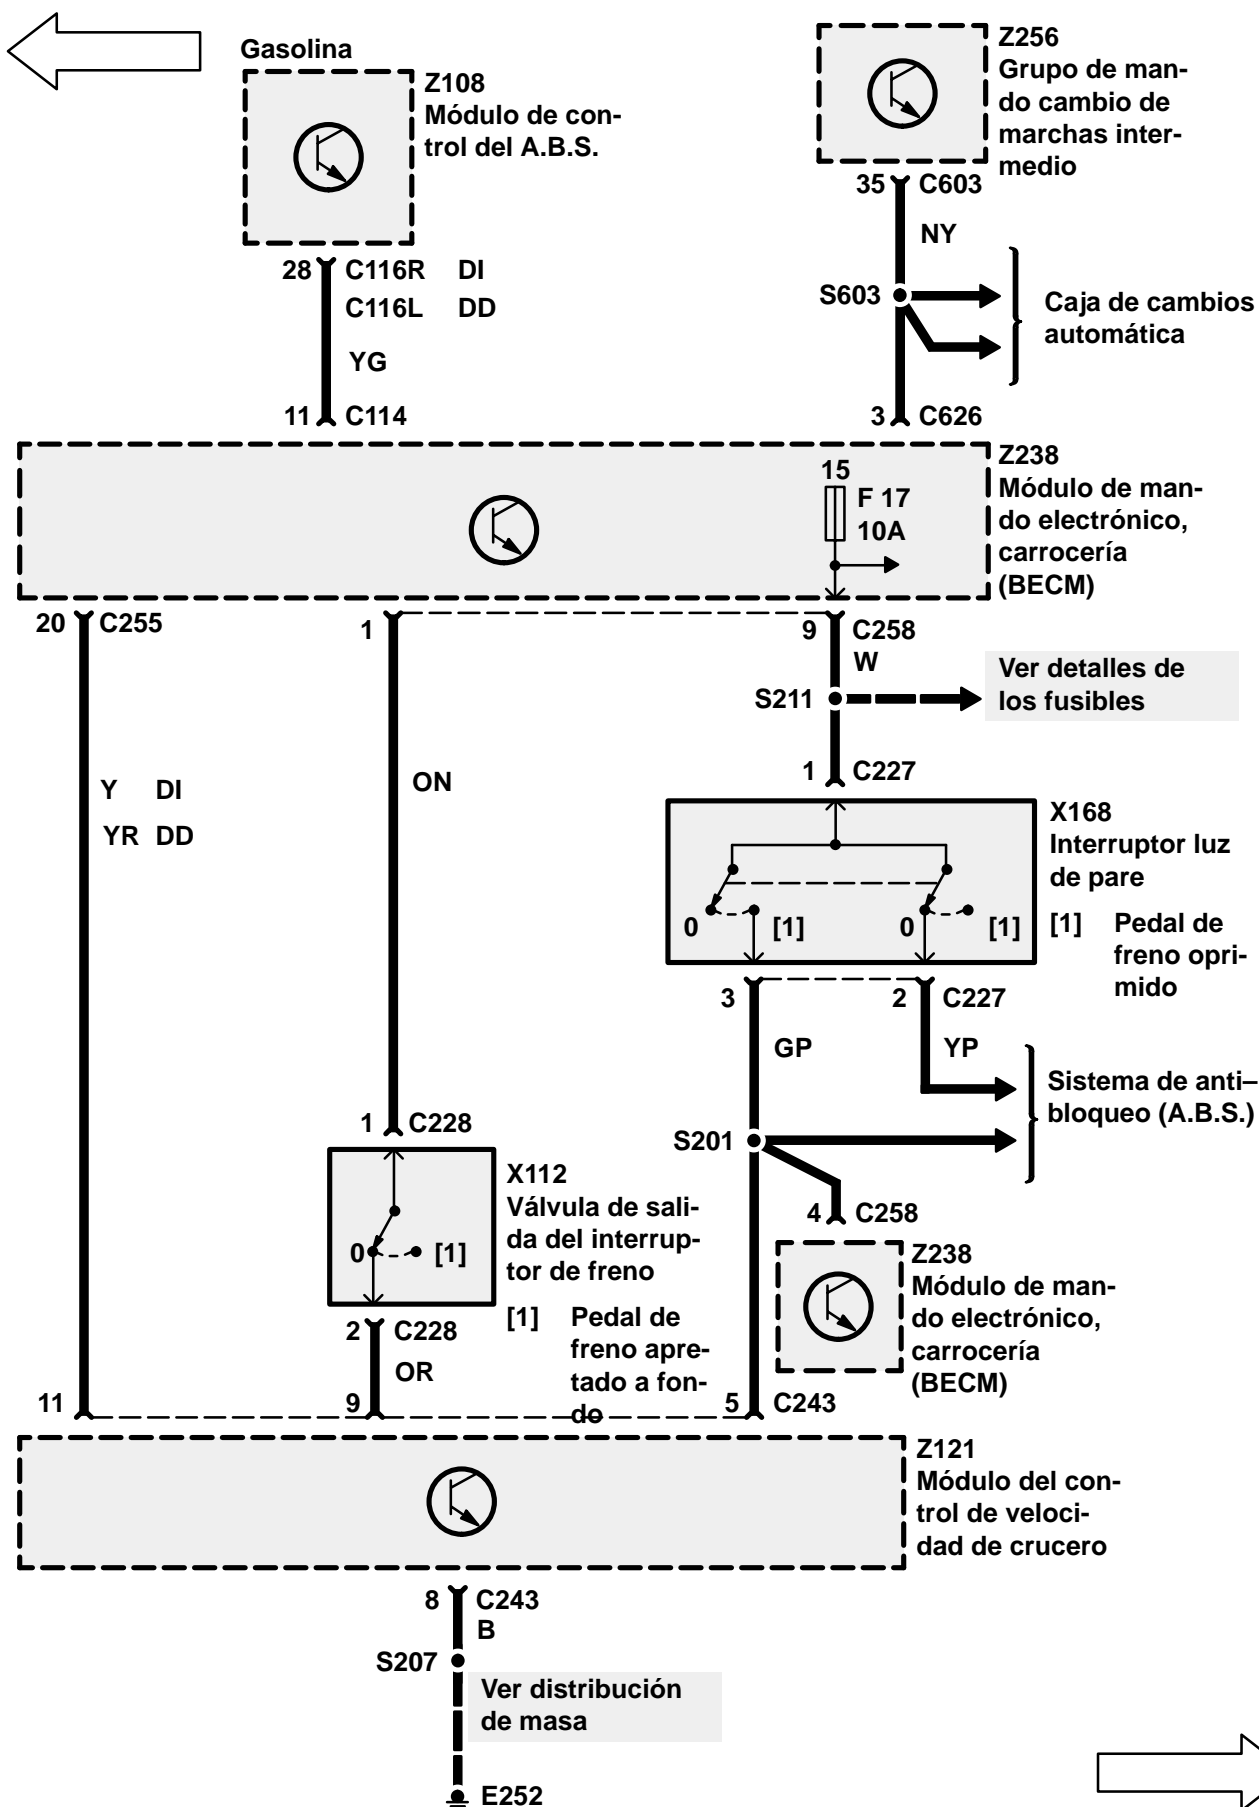 Gasolina
Z108
Módulo de con-
trol del A.B.S.
Z256
Grupo de man-
do cambio de
marchas inter-
medio
35 C603
NY
28 C116R DI
C116L DD
YG
11 C114
S603
Caja de cambios
automática
3 C626
15
F 17
10A
Z238
Módulo de man-
do electrónico,
carrocería
(BECM)
20 C255
1
9 C258
W
S211
Ver detalles de
los fusibles
Y DI
YR DD
ON
1 C227
X168
Interruptor luz
de pare
[1] Pedal de
freno opri-
mido
0 [1] 0 [1]
3
2 C227
GP
YP
Sistema de anti–
bloqueo (A.B.S.)
S201
1 C228
X112
Válvula de sali-
da del interrup-
tor de freno
[1] Pedal de
freno apre-
tado a fon-
do
0 [1]
4 C258
Z238
Módulo de man-
do electrónico,
carrocería
(BECM)
2 C228
OR
11
9
5 C243
Z121
Módulo del con-
trol de veloci-
dad de crucero
8 C243
B
S207
Ver distribución
de masa
E252